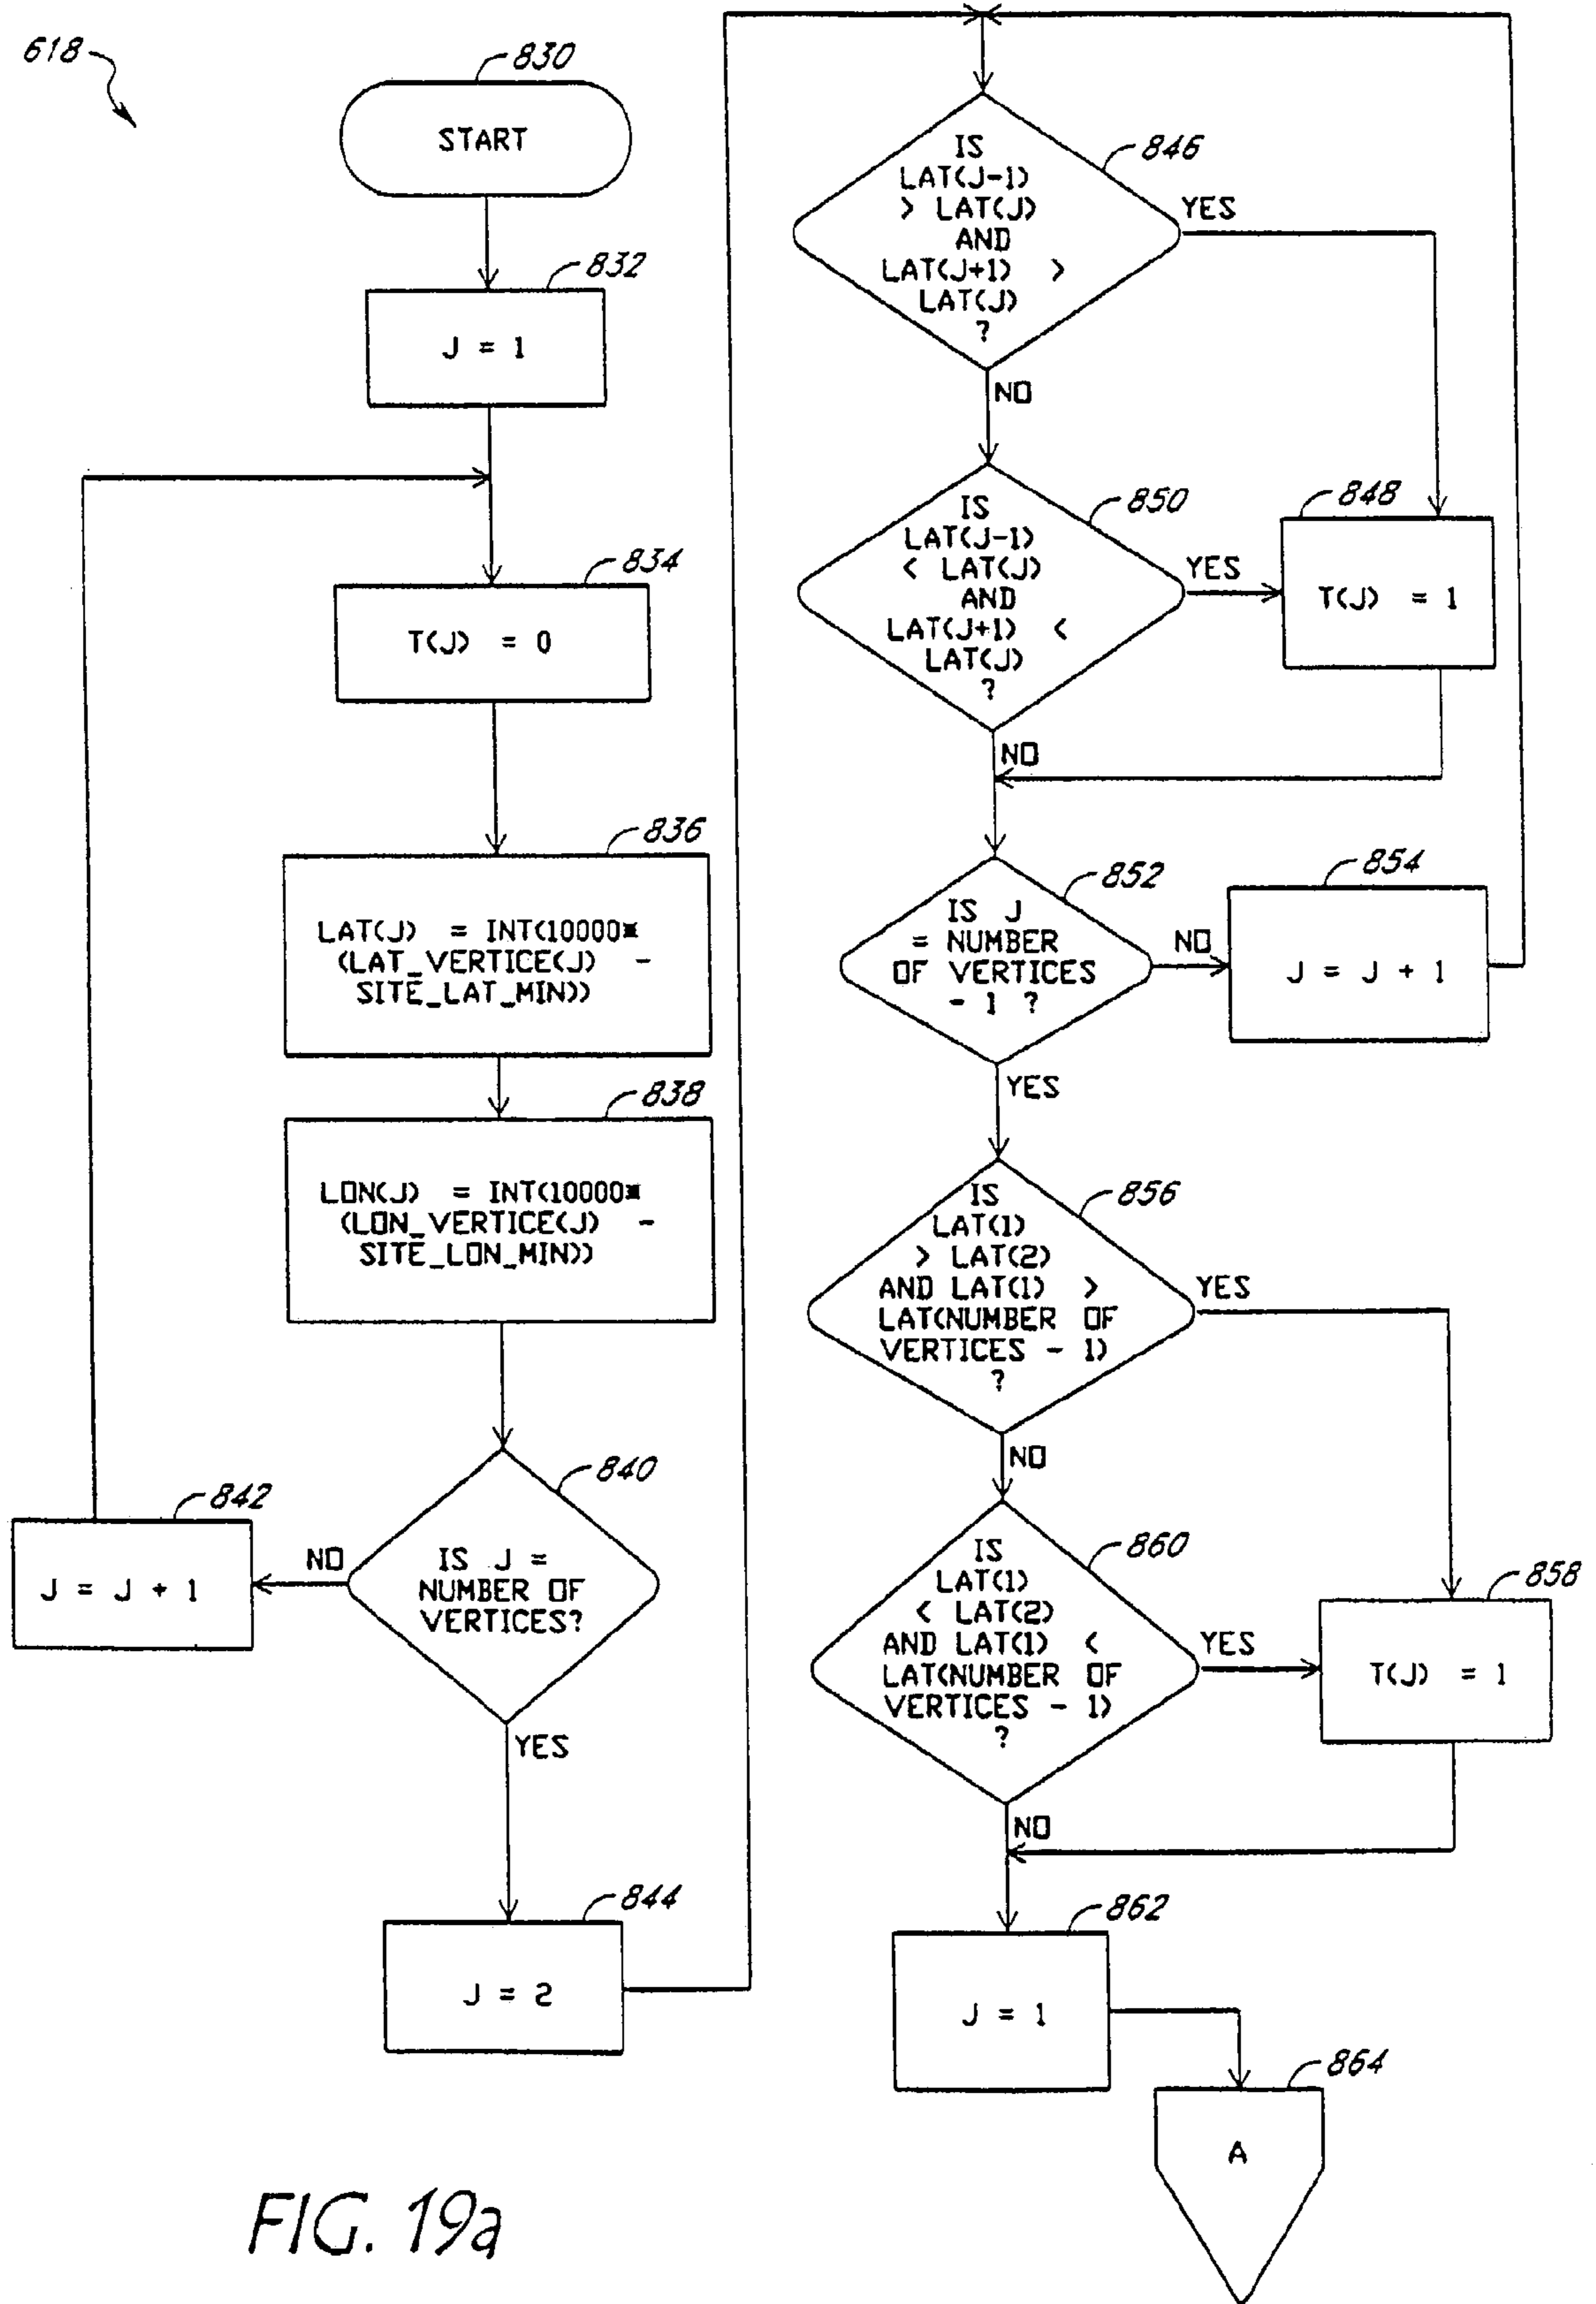 618
830
START
832
J = 1
834
T(J) = 0
836
LAT(J) = INT(10000*
(LAT_VERTICE(J) -
SITE_LAT_MIN))
838
LON(J) = INT(10000*
(LON_VERTICE(J) -
SITE_LON_MIN))
840
IS J =
NUMBER OF
VERTICES?
NO
842
J = J + 1
YES
844
J = 2
846
IS
LAT(J-1)
> LAT(J)
AND
LAT(J+1) >
LAT(J)
?
YES
NO
848
T(J) = 1
850
IS
LAT(J-1)
< LAT(J)
AND
LAT(J+1) <
LAT(J)
?
YES
NO
852
IS J
= NUMBER
OF VERTICES
- 1 ?
NO
854
J = J + 1
YES
856
IS
LAT(1)
> LAT(2)
AND LAT(1) >
LAT(NUMBER OF
VERTICES - 1)
?
YES
NO
858
T(J) = 1
860
IS
LAT(1)
< LAT(2)
AND LAT(1) <
LAT(NUMBER OF
VERTICES - 1)
?
YES
NO
862
J = 1
864
A
FIG. 19a